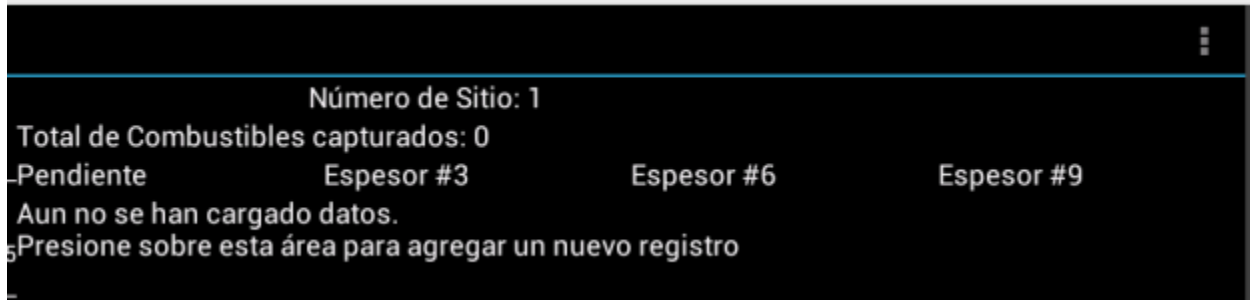 Número de Sitio: 1
Total de Combustibles capturados: 0
Pendiente Espesor #3 Espesor #6 Espesor #9
Aun no se han cargado datos.
Presione sobre esta área para agregar un nuevo registro